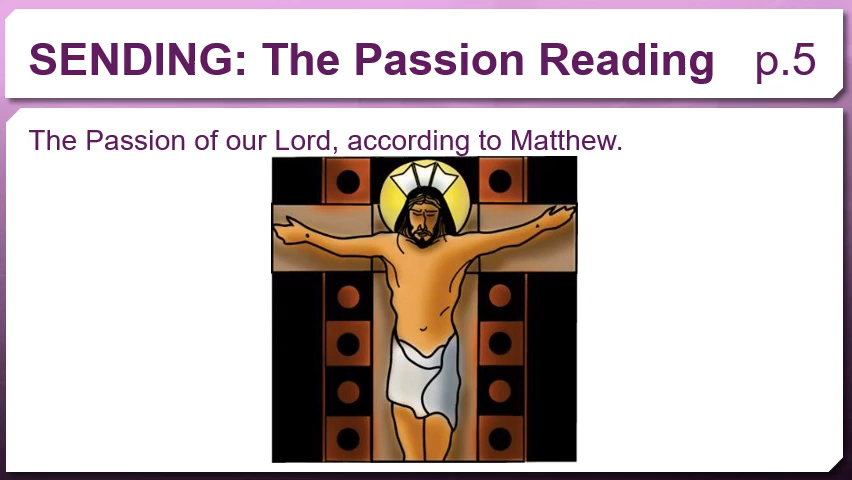 SENDING: The Passion Reading p.5
The Passion of our Lord, according to Matthew.